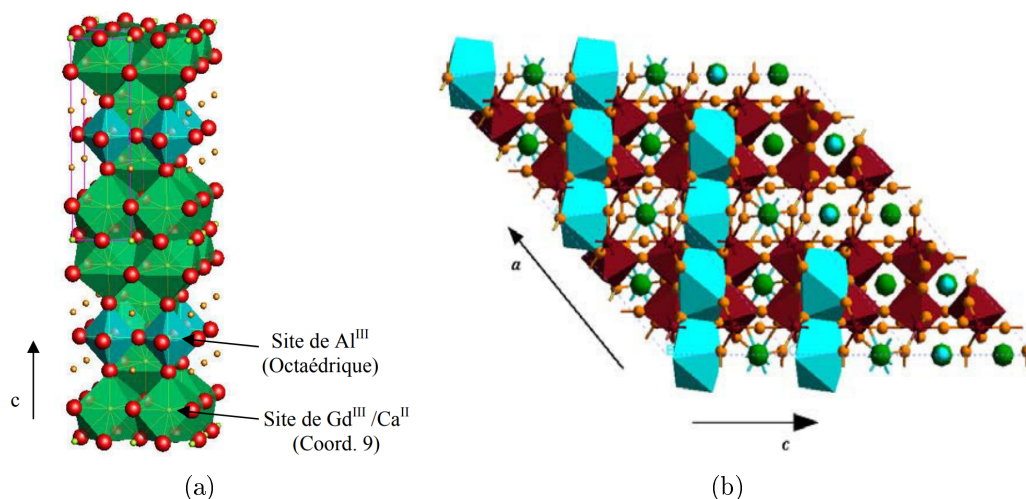 Site de Al^III
(Octaédrique)
c
Site de Gd^III /Ca^II
(Coord. 9)
(a)
a
c
(b)